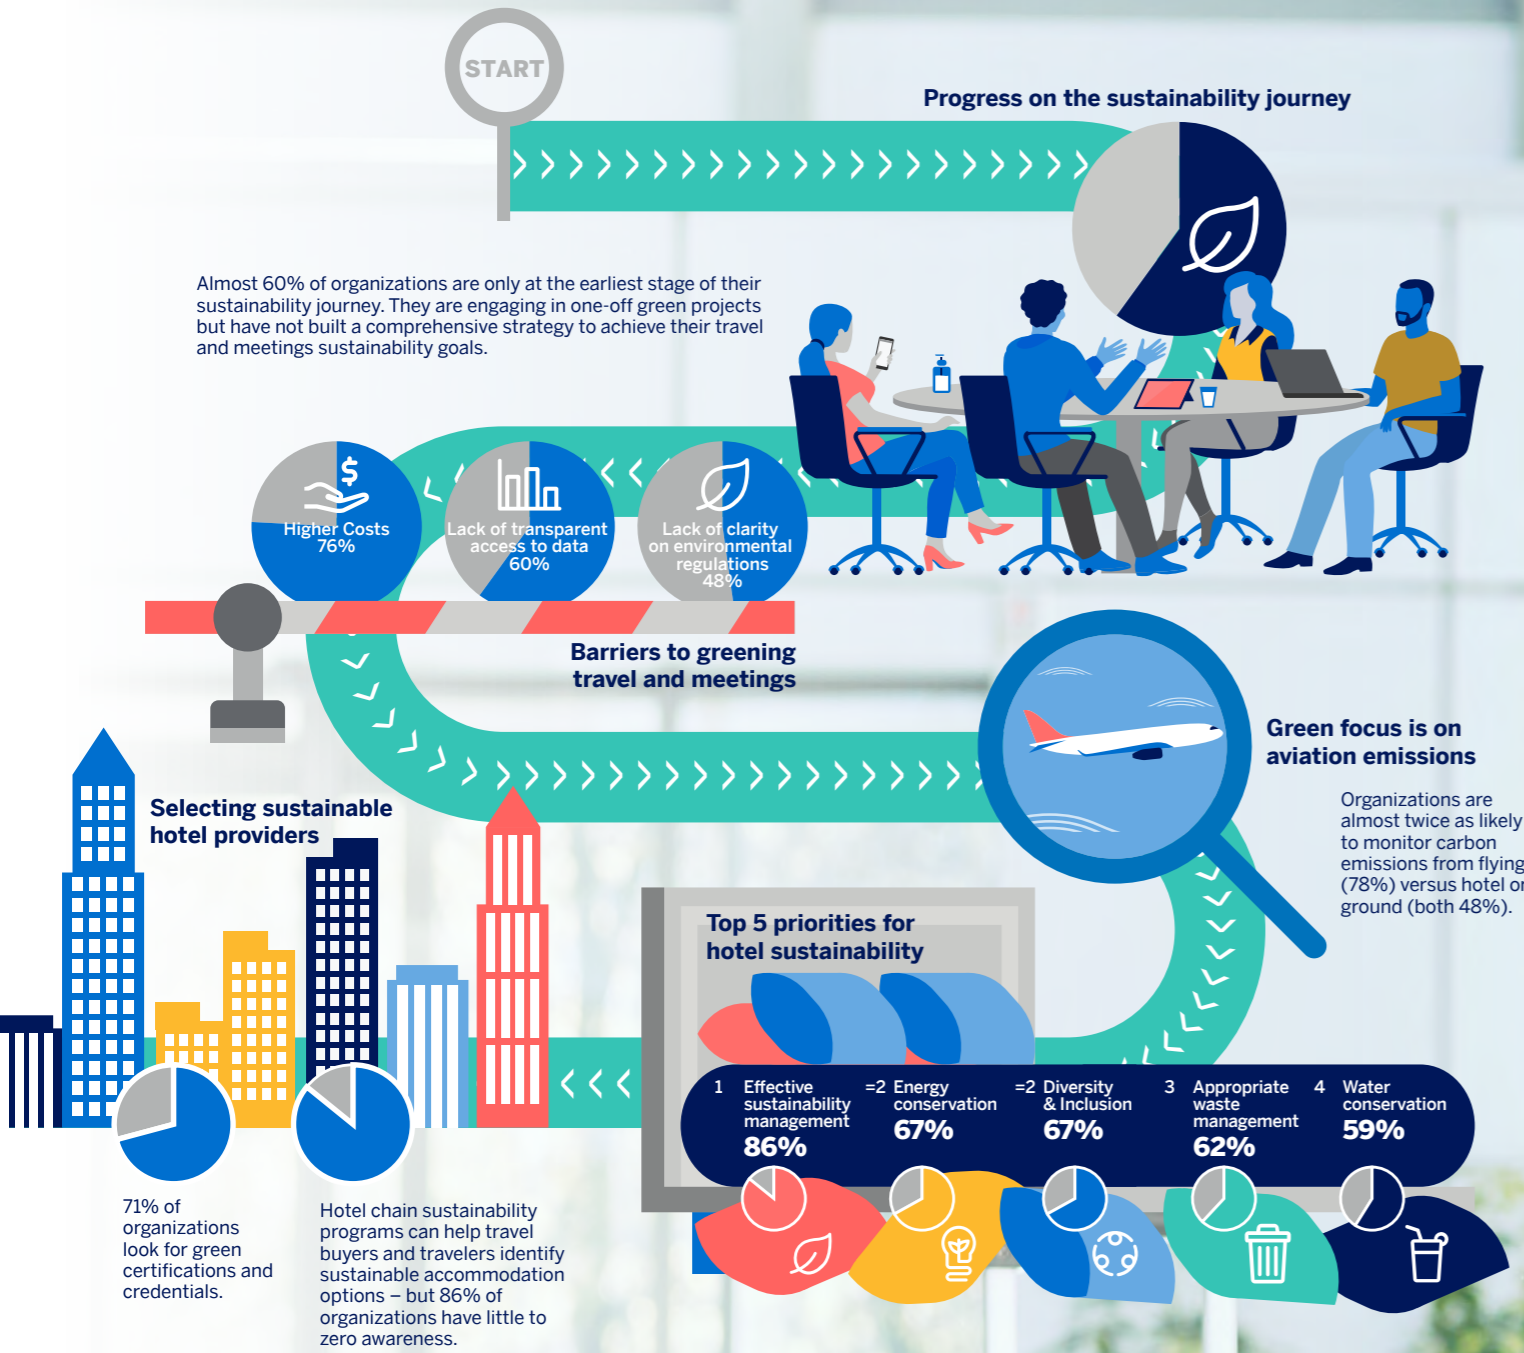 START
Progress on the sustainability journey
Almost 60% of organizations are only at the earliest stage of their
sustainability journey. They are engaging in one-off green projects
but have not built a comprehensive strategy to achieve their travel
and meetings sustainability goals.
$
Higher Costs
76%
Lack of transparent
access to data
60%
Lack of clarity
on environmental
regulations
48%
Barriers to greening
travel and meetings
Green focus is on
aviation emissions
Organizations are
almost twice as likely
to monitor carbon
emissions from flying
(78%) versus hotel or
ground (both 48%).
Selecting sustainable
hotel providers
71% of
organizations
look for green
certifications and
credentials.
Hotel chain sustainability
programs can help travel
buyers and travelers identify
sustainable accommodation
options – but 86% of
organizations have little to
zero awareness.
Top 5 priorities for
hotel sustainability
1 Effective
sustainability
management
86%
=2 Energy
conservation
67%
=2 Diversity
& Inclusion
67%
3 Appropriate
waste
management
62%
4 Water
conservation
59%